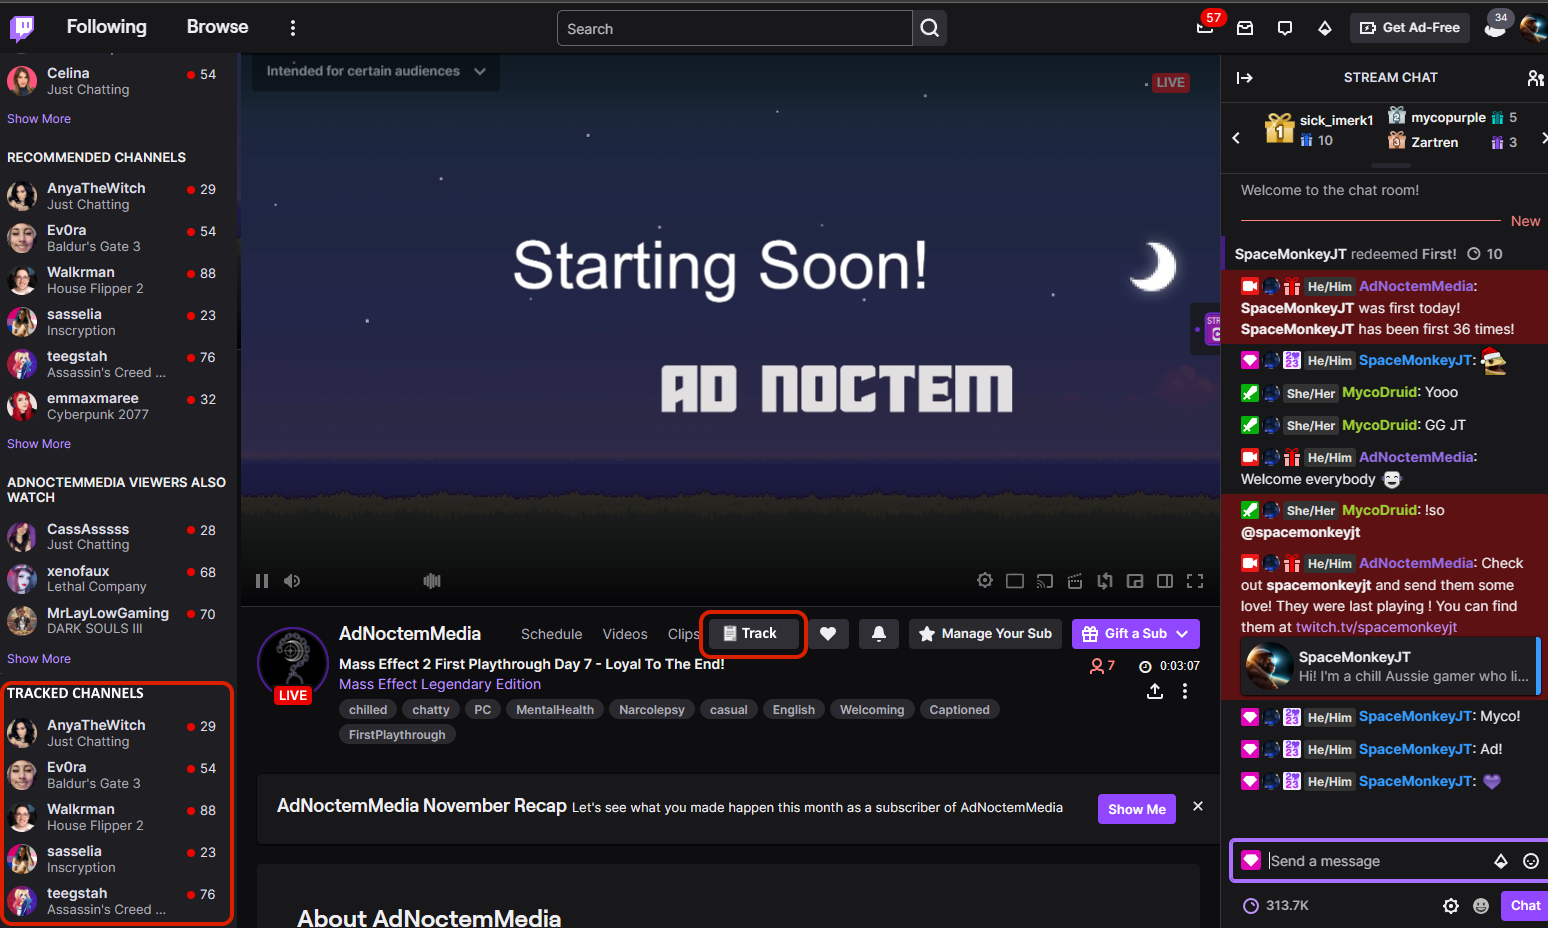 Following
Browse
Search
57
Get Ad-Free
34
Celina
54
Just Chatting
Show More
RECOMMENDED CHANNELS
AnyaTheWitch
29
Just Chatting
Ev0ra
54
Baldur's Gate 3
Walkrman
88
House Flipper 2
sasselia
23
Inscryption
teegstah
76
Assassin's Creed ...
emmaxmaree
32
Cyberpunk 2077
Show More
ADNOCTEMMEDIA VIEWERS ALSO
WATCH
CassAsssss
28
Just Chatting
xenofaux
68
Lethal Company
MrLayLowGaming
70
DARK SOULS III
Show More
TRACKED CHANNELS
AnyaTheWitch
29
Just Chatting
Ev0ra
54
Baldur's Gate 3
Walkrman
88
House Flipper 2
sasselia
23
Inscryption
teegstah
76
Assassin's Creed ...
Intended for certain audiences
LIVE
Starting Soon!
AD NOCTEM
STR
LIVE
AdNoctemMedia
Schedule
Videos
Clips
Track
Manage Your Sub
Gift a Sub
Mass Effect 2 First Playthrough Day 7 - Loyal To The End!
7
0:03:07
Mass Effect Legendary Edition
chilled
chatty
PC
MentalHealth
Narcolepsy
casual
English
Welcoming
Captioned
FirstPlaythrough
AdNoctemMedia November Recap Let's see what you made happen this month as a subscriber of AdNoctemMedia
Show Me
About AdNoctemMedia
STREAM CHAT
1
sick_imerk1
10
2
mycopurple
5
3
Zartren
3
Welcome to the chat room!
New
SpaceMonkeyJT redeemed First! 10
He/Him AdNoctemMedia:
SpaceMonkeyJT was first today!
SpaceMonkeyJT has been first 36 times!
He/Him SpaceMonkeyJT:
She/Her MycoDruid: Yooo
She/Her MycoDruid: GG JT
He/Him AdNoctemMedia:
Welcome everybody
She/Her MycoDruid: !so
@spacemonkeyjt
He/Him AdNoctemMedia: Check
out spacemonkeyjt and send them some
love! They were last playing ! You can find
them at twitch.tv/spacemonkeyjt
SpaceMonkeyJT
Hi! I'm a chill Aussie gamer who li...
He/Him SpaceMonkeyJT: Myco!
He/Him SpaceMonkeyJT: Ad!
He/Him SpaceMonkeyJT:
Send a message
313.7K
Chat